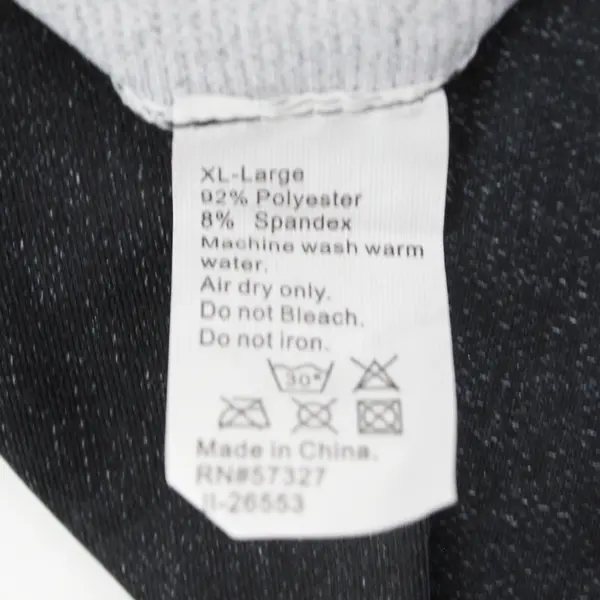 XL-Large
92% Polyester
8% Spandex
Machine wash warm
water.
Air dry only.
Do not Bleach.
Do not iron.
30°
Made in China.
RN#57327
II-26553